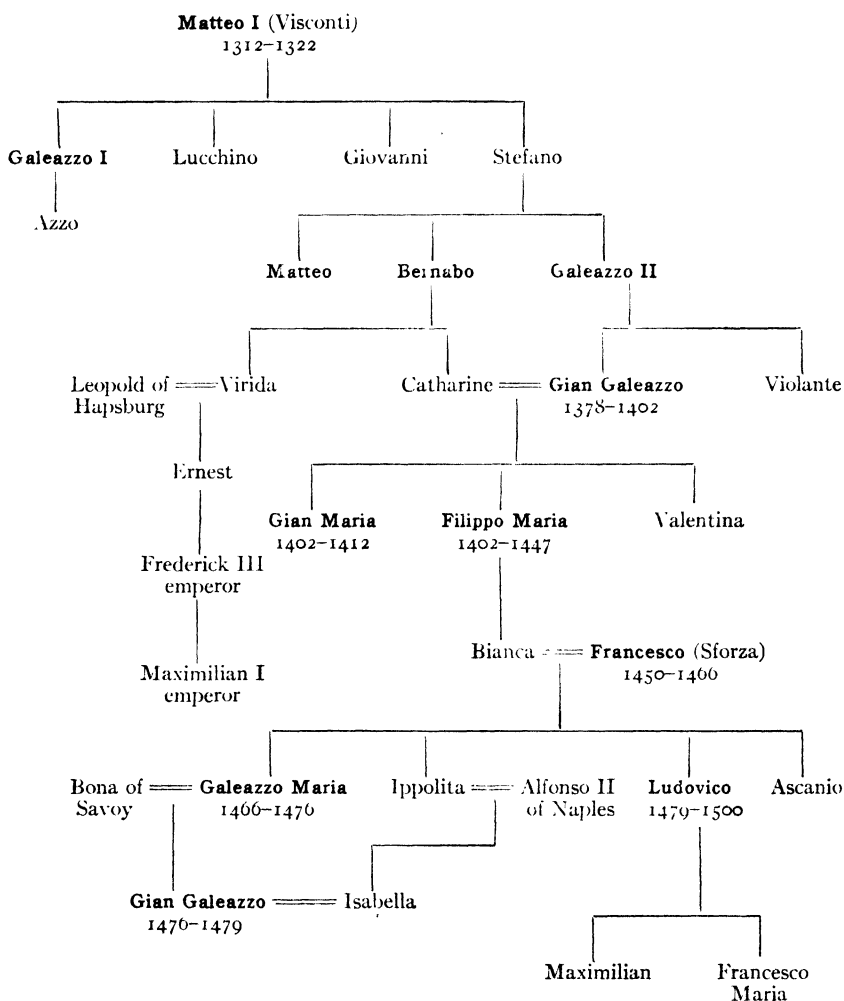 Matteo I (Visconti)
1312–1322
Galeazzo I
Lucchino
Giovanni
Stefano
Azzo
Matteo
Bernabo
Galeazzo II
Leopold of
Hapsburg
Virida
Catharine
Gian Galeazzo
1378–1402
Violante
Ernest
Gian Maria
1402–1412
Filippo Maria
1402–1447
Valentina
Frederick III
emperor
Bianca
Francesco (Sforza)
1450–1466
Maximilian I
emperor
Bona of
Savoy
Galeazzo Maria
1466–1476
Ippolita
Alfonso II
of Naples
Ludovico
1479–1500
Ascanio
Gian Galeazzo
1476–1479
Isabella
Maximilian
Francesco
Maria